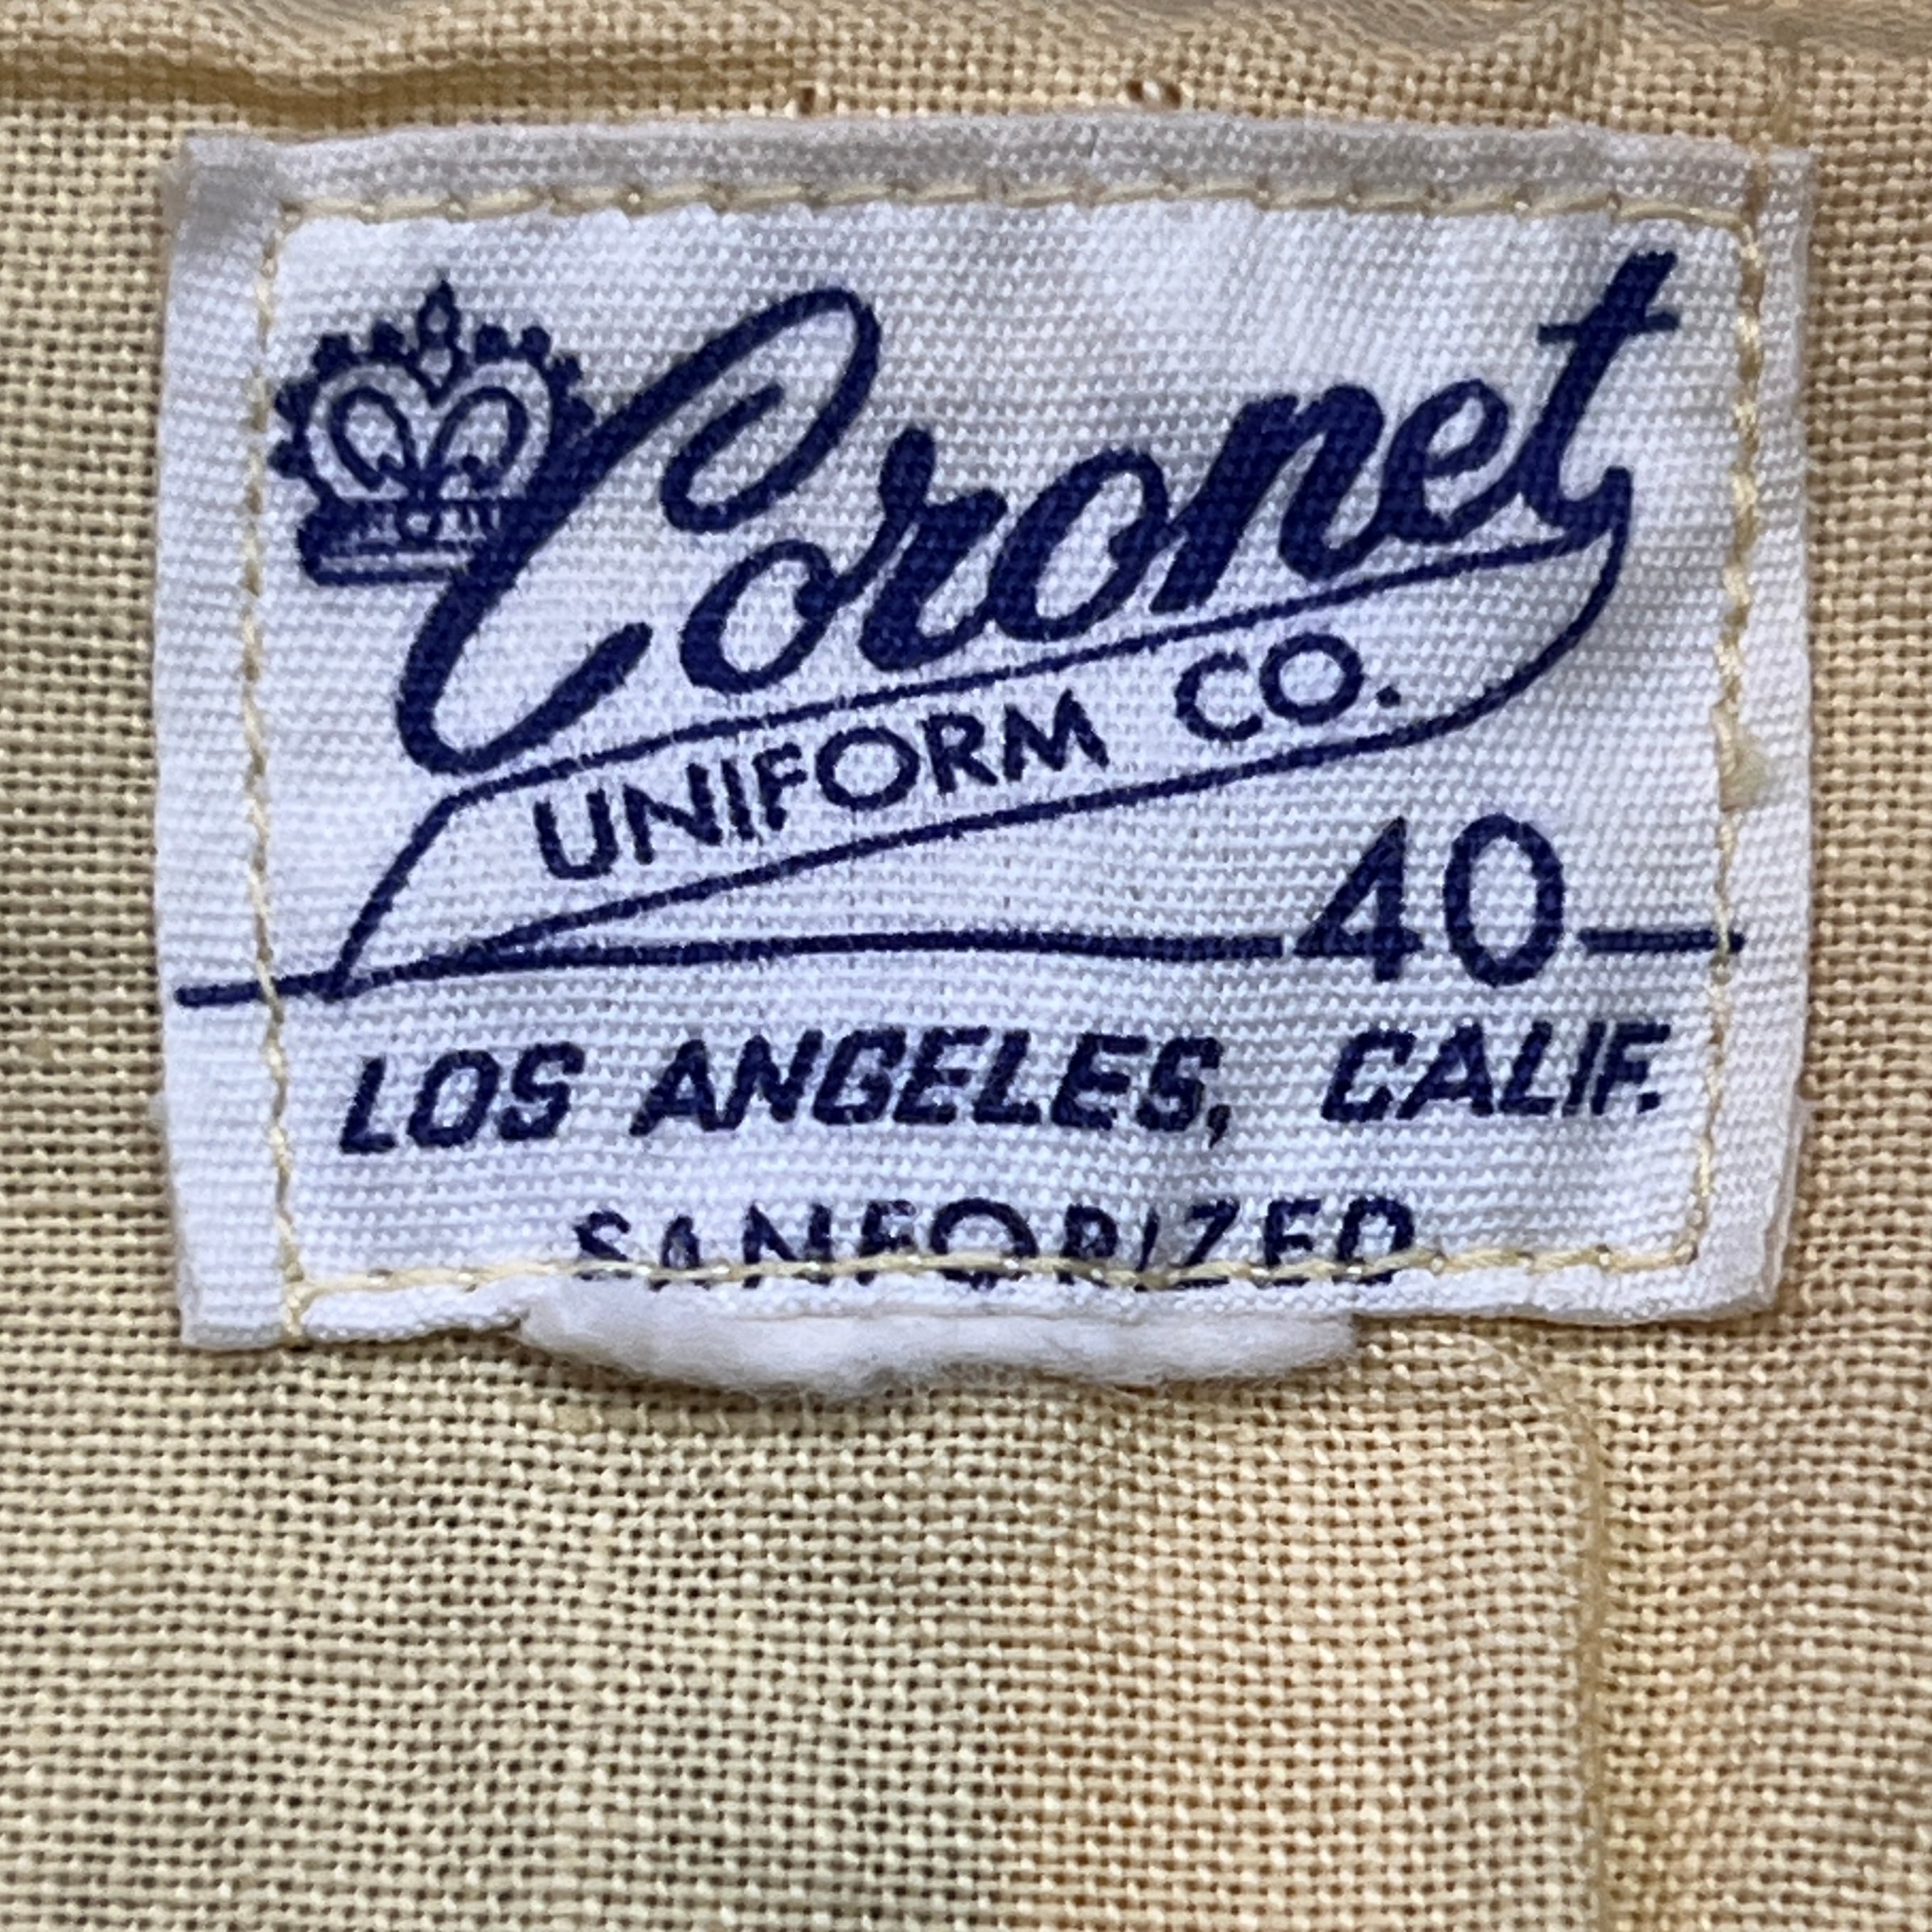 Coronet
UNIFORM CO.
40
LOS ANGELES, CALIF.
SANFORIZED